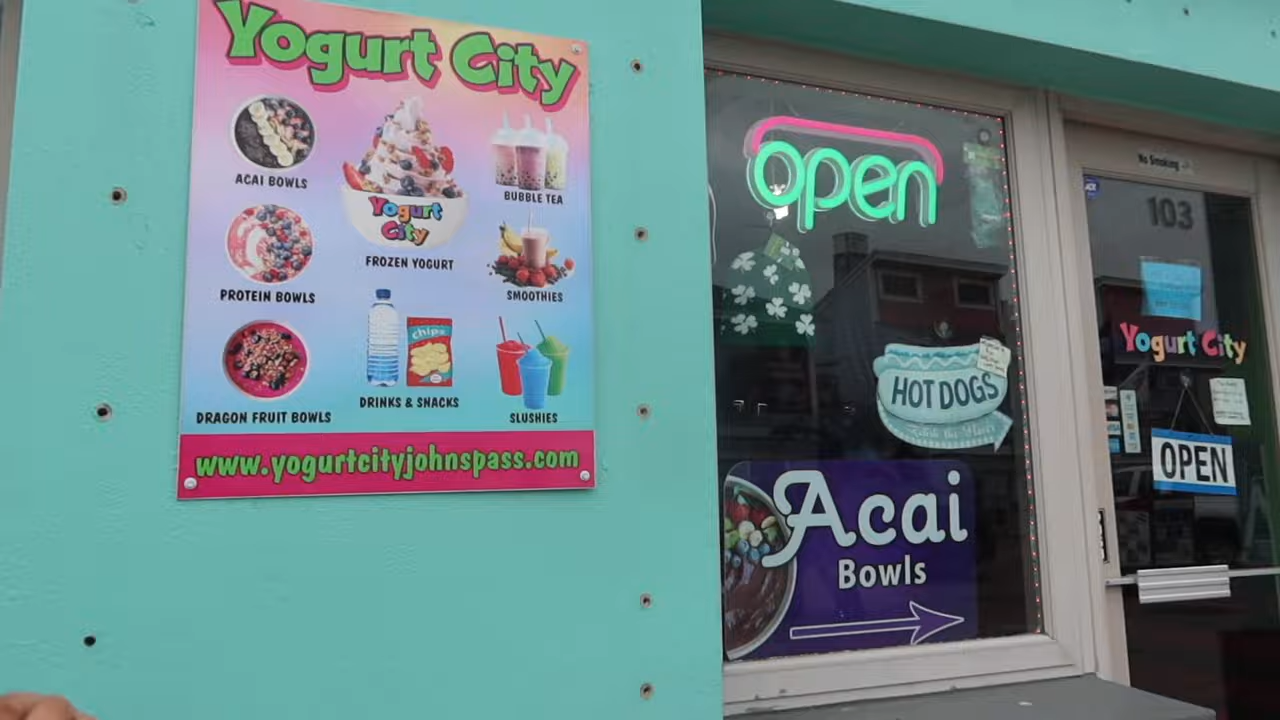 Yogurt City
ACAI BOWLS
BUBBLE TEA
Yogurt
City
FROZEN YOGURT
PROTEIN BOWLS
SMOOTHIES
chips
DRAGON FRUIT BOWLS
DRINKS & SNACKS
SLUSHIES
www.yogurtcityjohnspass.com
open
HOT DOGS
Acai
Bowls
No Smoking
103
Yogurt City
VISA
OPEN